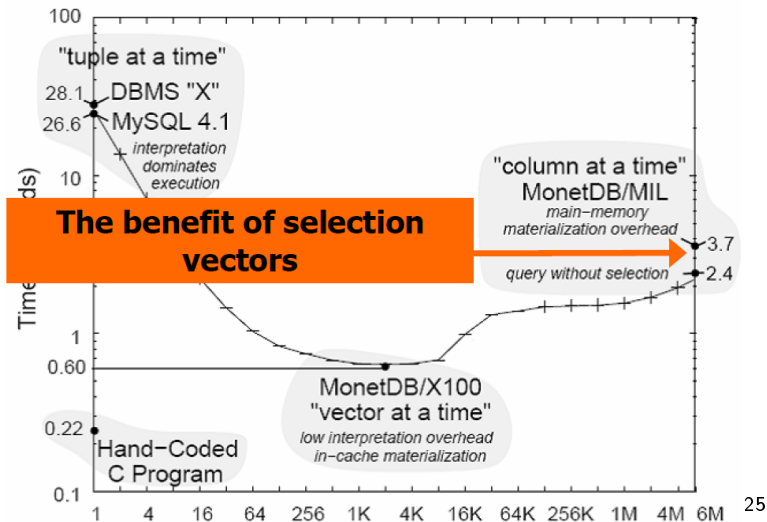 100
"tuple at a time"
28.1
DBMS "X"
26.6
MySQL 4.1
interpretation
dominates
execution
10
"column at a time"
MonetDB/MIL
main-memory
materialization overhead
3.7
The benefit of selection
vectors
query without selection
2.4
Time
ds)
1
0.60
MonetDB/X100
"vector at a time"
low interpretation overhead
in-cache materialization
0.22
Hand-Coded
C Program
0.1
1 4 16 64 256 1K 4K 16K 64K 256K 1M 4M 6M
25